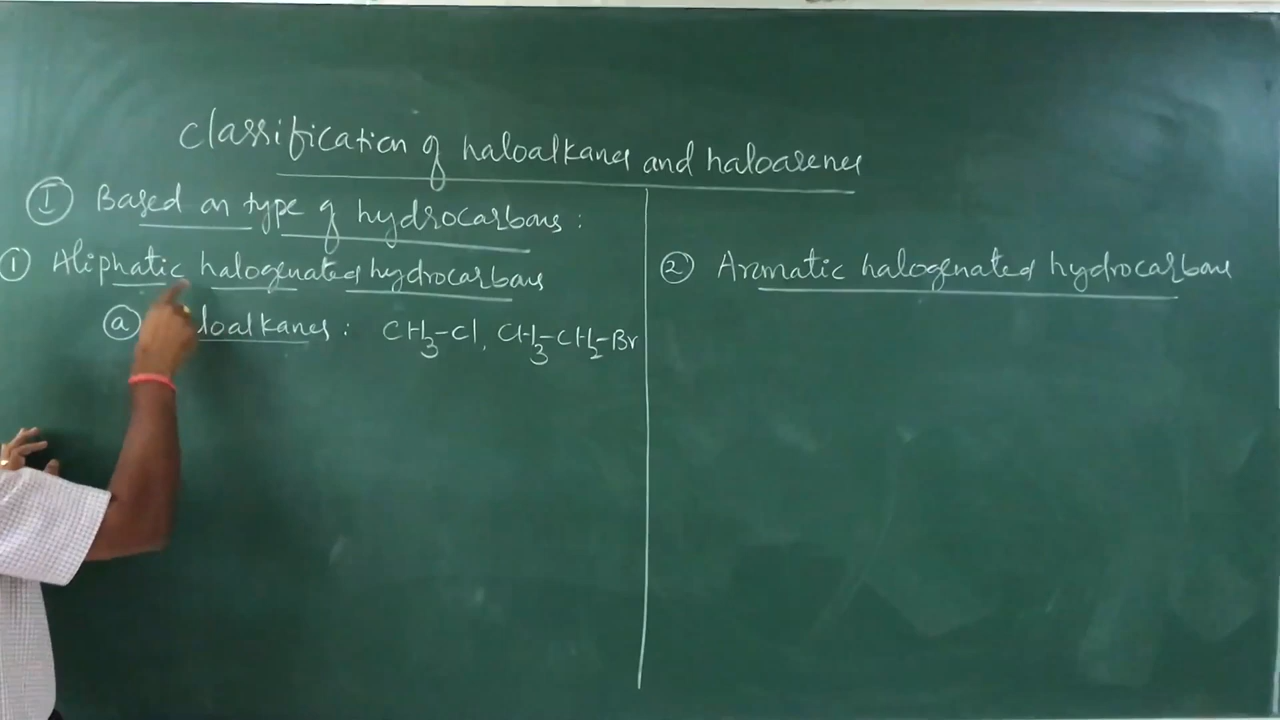 Classification of haloalkanes and haloarenes
I Based on type of hydrocarbons :
1 Aliphatic halogenated hydrocarbons
a loalkanes : CH3-Cl, CH3-CH2-Br
2 Aromatic halogenated hydrocarbons